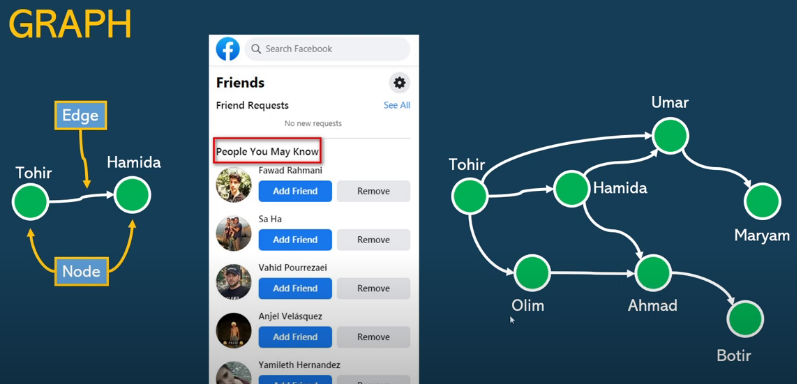 GRAPH
Edge
Tohir
Hamida
Node
Search Facebook
Friends
Friend Requests
See All
No new requests
People You May Know
Fawad Rahmani
Add Friend
Remove
Sa Ha
Add Friend
Remove
Vahid Pourrezaei
Add Friend
Remove
Anjel Velásquez
Add Friend
Remove
Yamileth Hernandez
Umar
Tohir
Hamida
Maryam
Olim
Ahmad
Botir